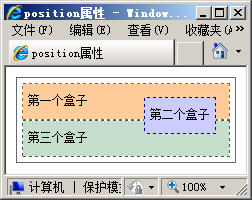 position属性 - Window...
文件(F) 编辑(E) 查看(V) 收藏夹(A
position属性
第一个盒子
第二个盒子
第三个盒子
计算机 | 保护模 100%